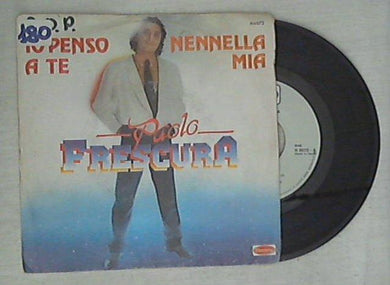 180
IO PENSO
A TE
NENNELLA
MIA
Paolo
FRESCURA